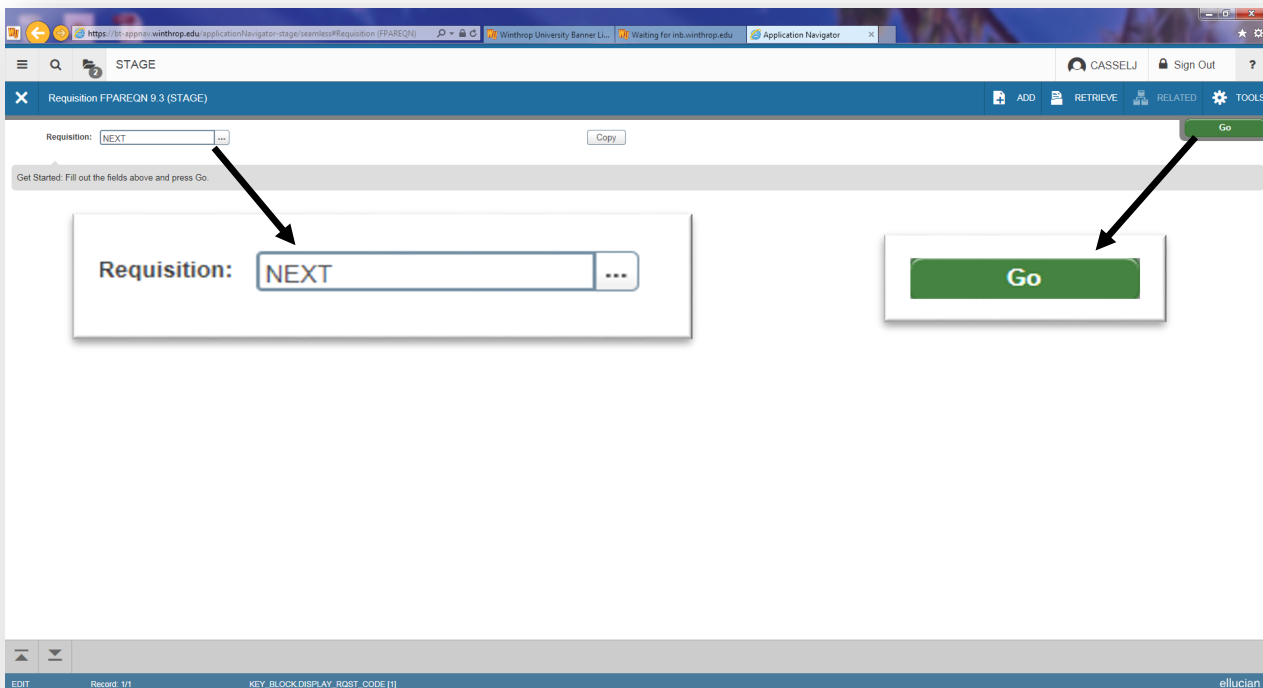 https://bt-appnav.winthrop.edu/applicationNavigator-stage/seamless#Requisition (FPAREQN)
Winthrop University Banner Li...
Waiting for inb.winthrop.edu
Application Navigator
2
STAGE
CASSELJ
Sign Out
?
Requisition FPAREQN 9.3 (STAGE)
ADD
RETRIEVE
RELATED
TOOLS
Requisition: NEXT ...
Copy
Go
Get Started: Fill out the fields above and press Go.
Requisition: NEXT ...
Go
EDIT
Record: 1/1
KEY_BLOCK.DISPLAY_RQST_CODE [1]
ellucian